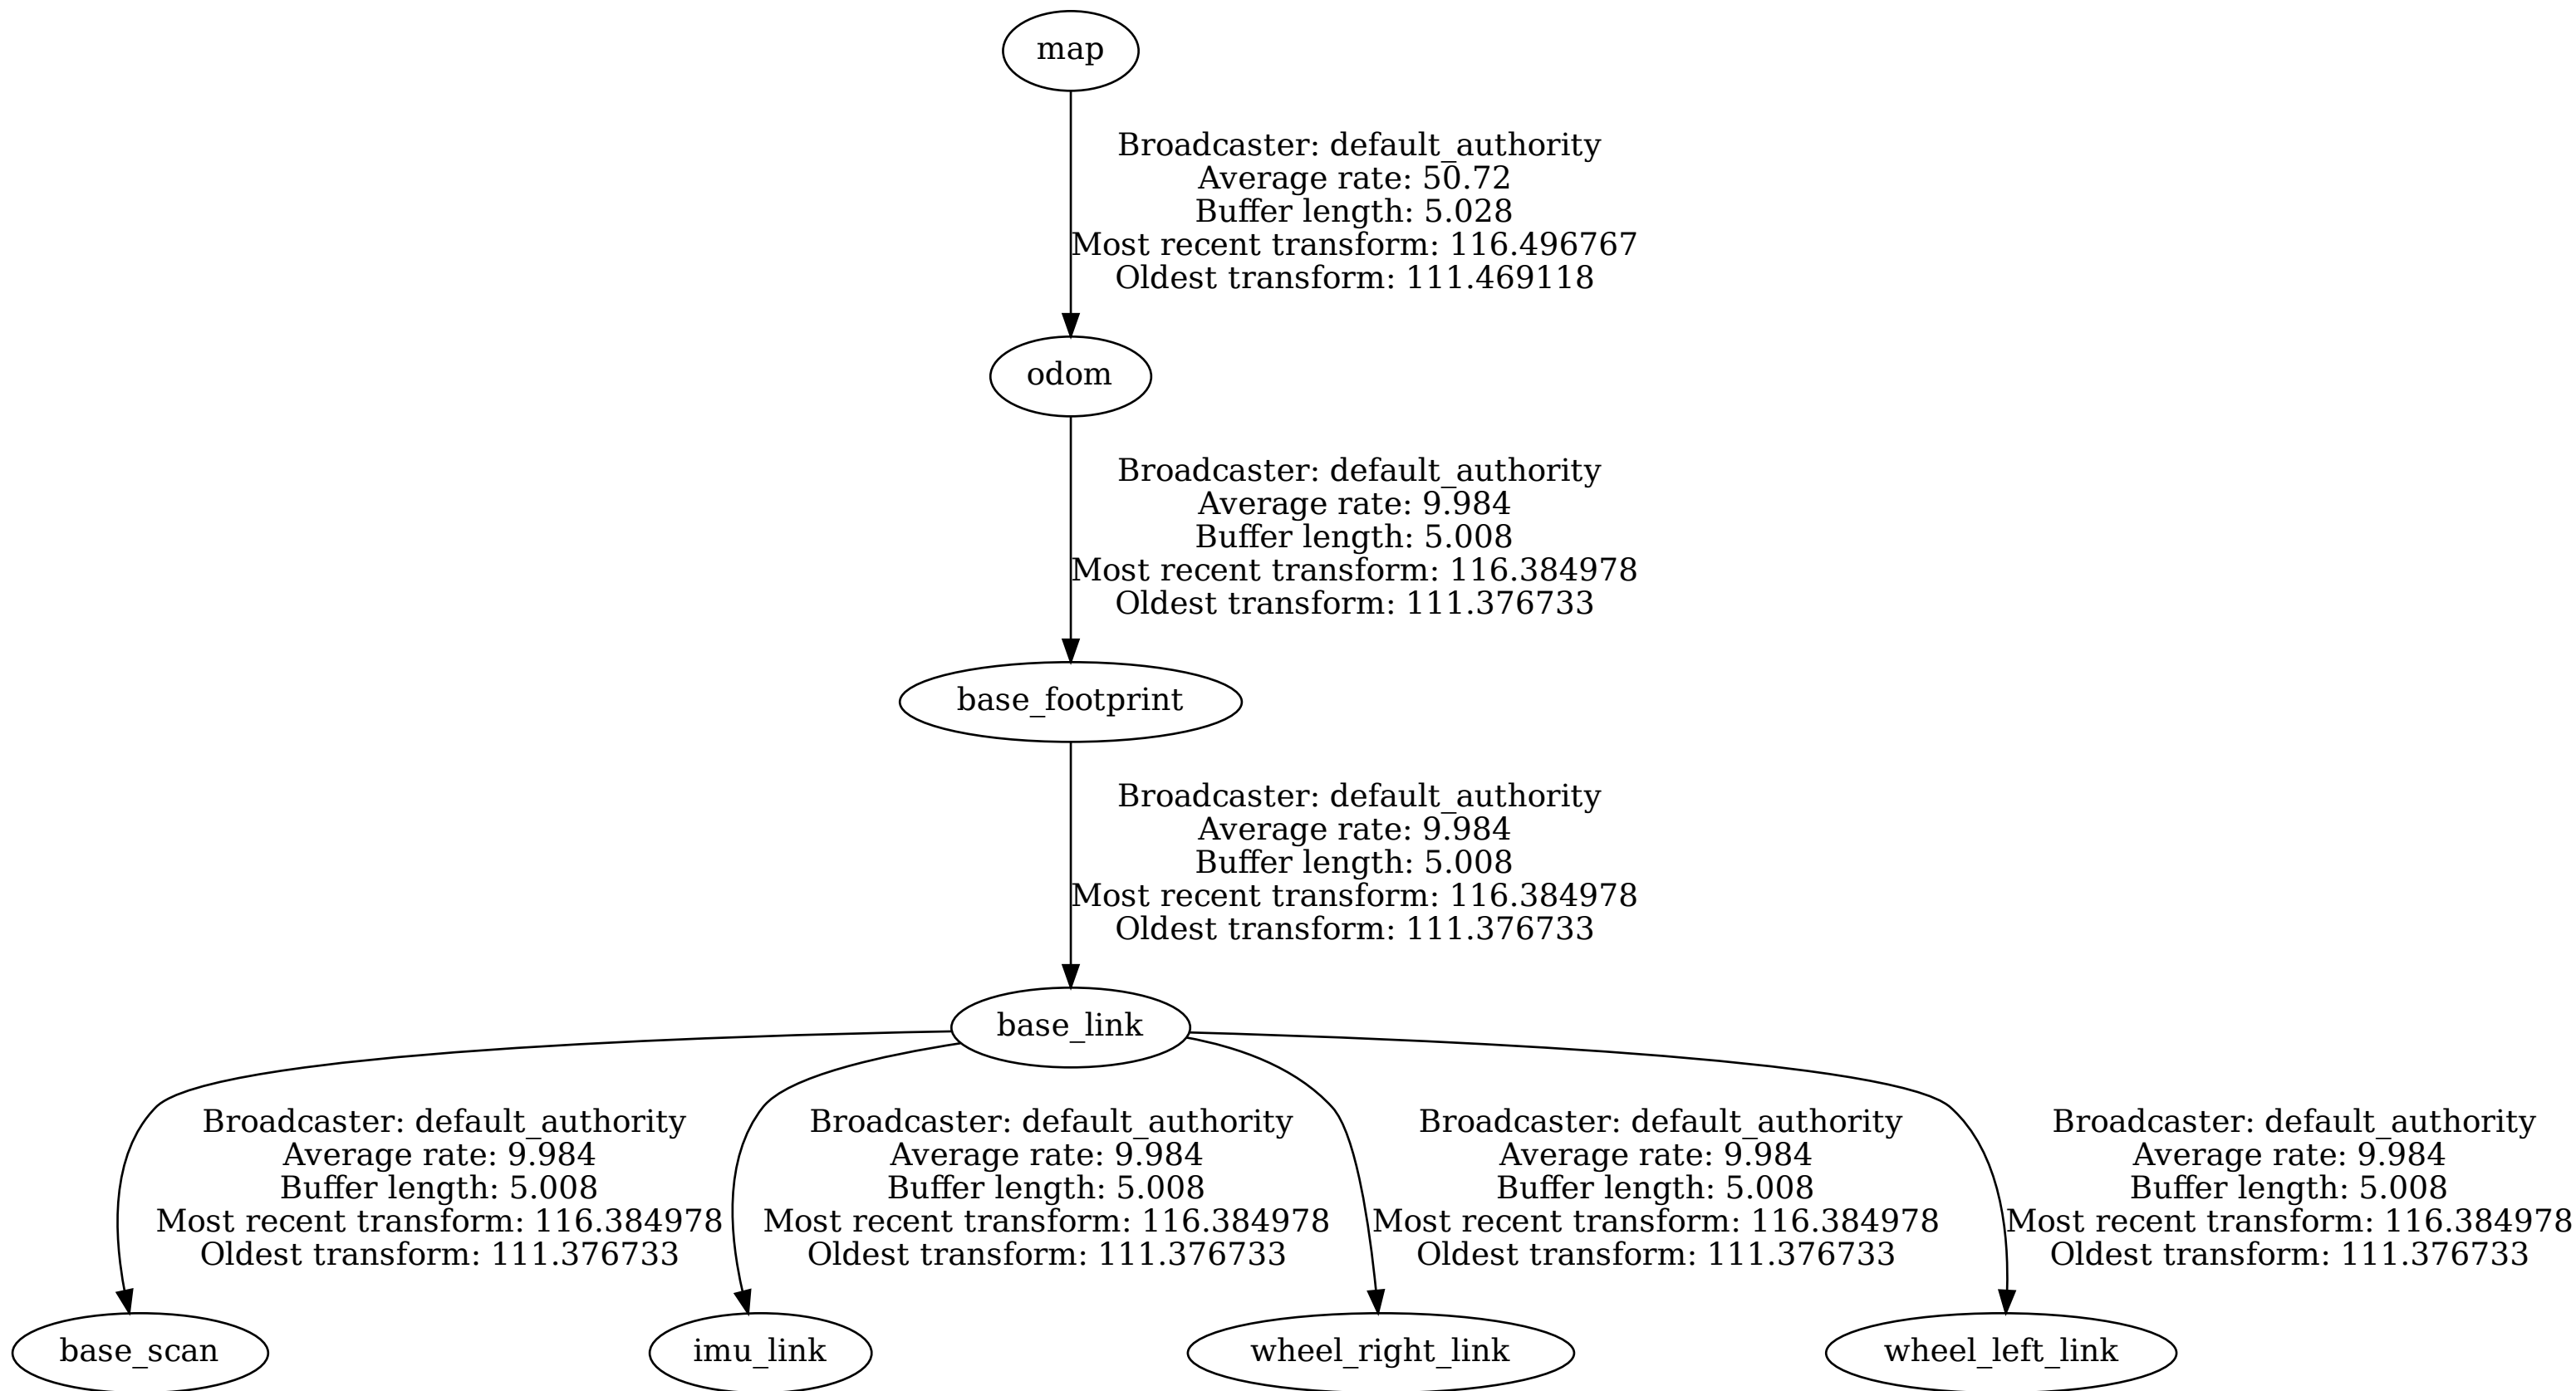 map
Broadcaster: default_authority
Average rate: 50.72
Buffer length: 5.028
Most recent transform: 116.496767
Oldest transform: 111.469118
odom
Broadcaster: default_authority
Average rate: 9.984
Buffer length: 5.008
Most recent transform: 116.384978
Oldest transform: 111.376733
base_footprint
Broadcaster: default_authority
Average rate: 9.984
Buffer length: 5.008
Most recent transform: 116.384978
Oldest transform: 111.376733
base_link
Broadcaster: default_authority
Average rate: 9.984
Buffer length: 5.008
Most recent transform: 116.384978
Oldest transform: 111.376733
Broadcaster: default_authority
Average rate: 9.984
Buffer length: 5.008
Most recent transform: 116.384978
Oldest transform: 111.376733
Broadcaster: default_authority
Average rate: 9.984
Buffer length: 5.008
Most recent transform: 116.384978
Oldest transform: 111.376733
Broadcaster: default_authority
Average rate: 9.984
Buffer length: 5.008
Most recent transform: 116.384978
Oldest transform: 111.376733
base_scan
imu_link
wheel_right_link
wheel_left_link